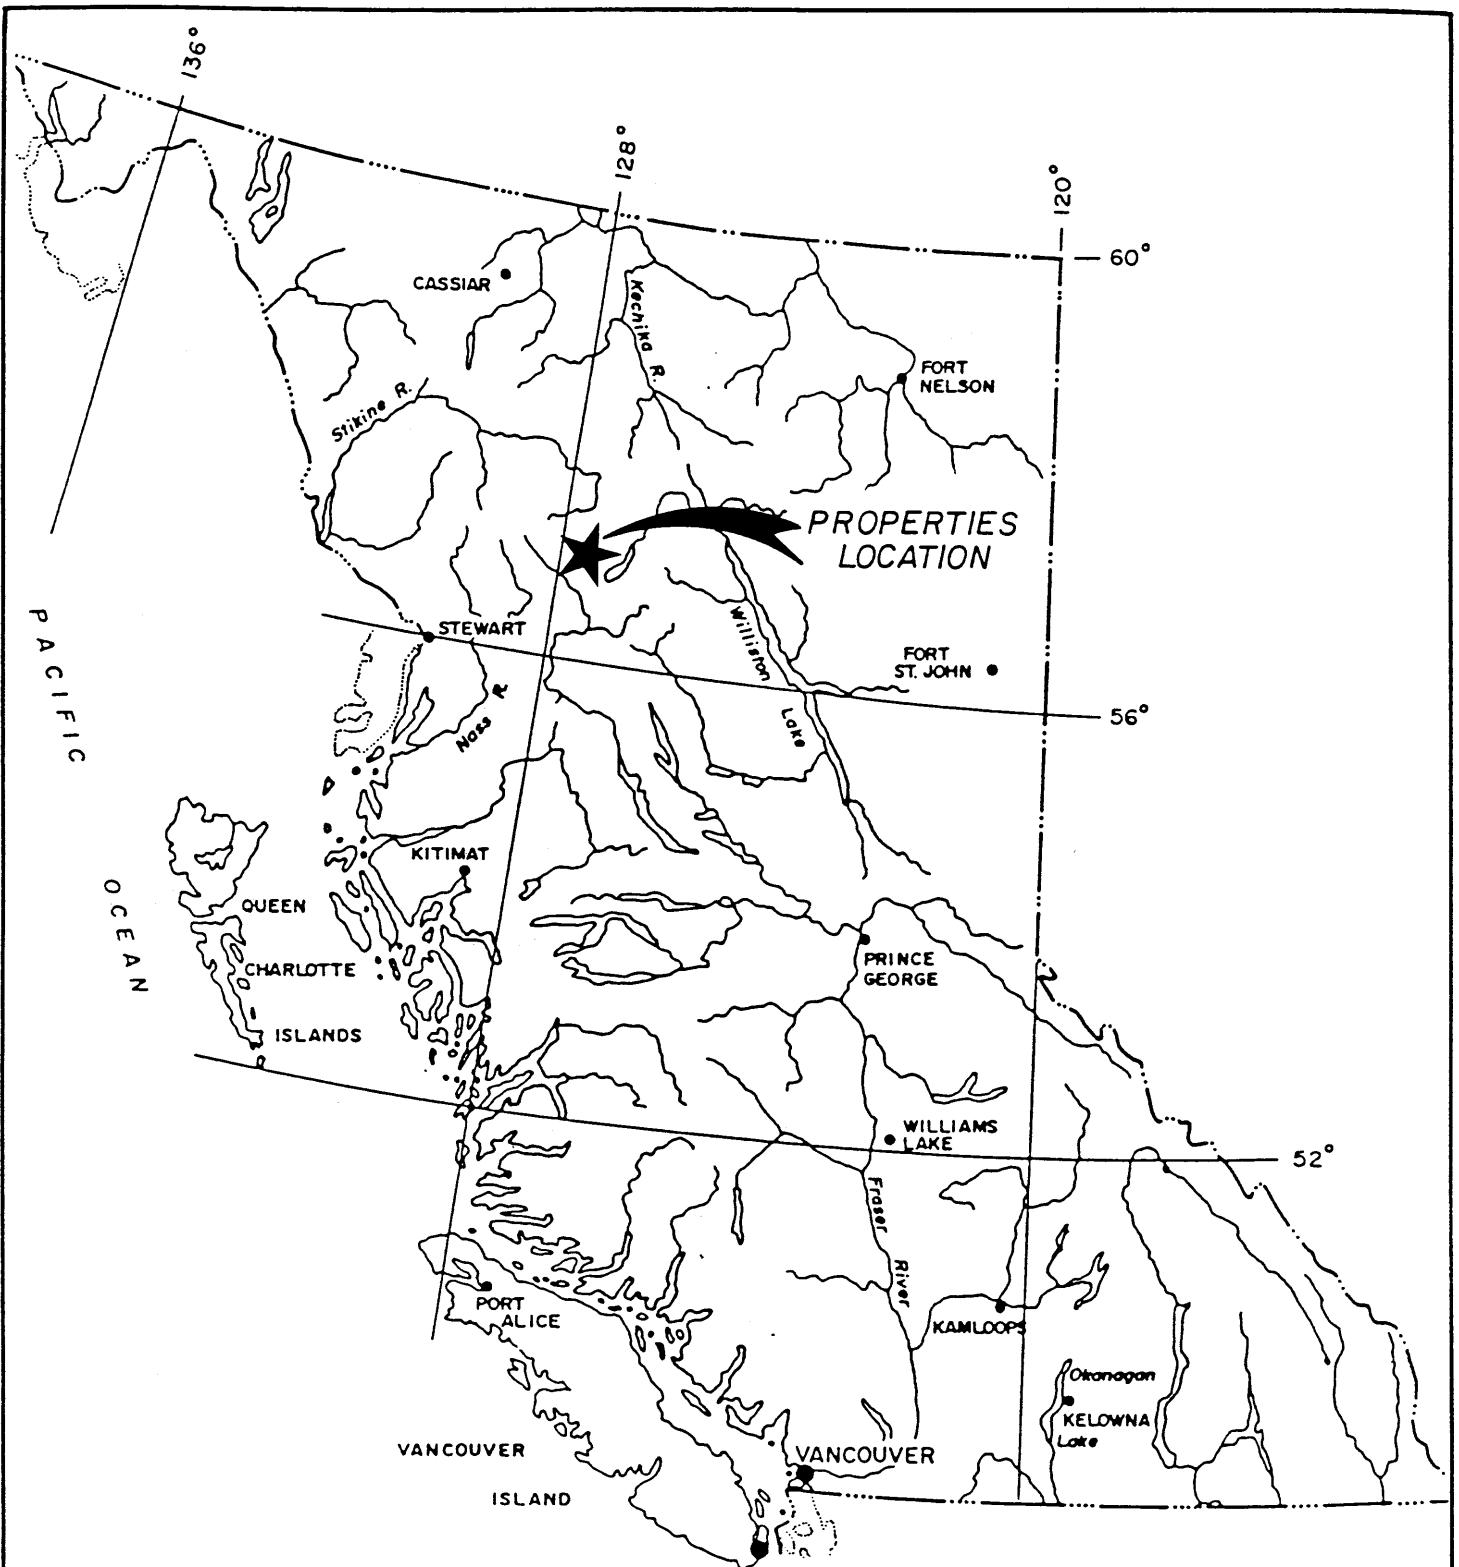 136°
128°
120°
60°
CASSIAR
Kechika R.
FORT
NELSON
Stikine R.
PROPERTIES
LOCATION
PACIFIC
OCEAN
STEWART
Williston
Lake
FORT
ST. JOHN
56°
Nass R
KITIMAT
QUEEN
CHARLOTTE
ISLANDS
PRINCE
GEORGE
WILLIAMS
LAKE
52°
Fraser
River
PORT
ALICE
KAMLOOPS
Okanagan
KELOWNA
Lake
VANCOUVER
ISLAND
VANCOUVER